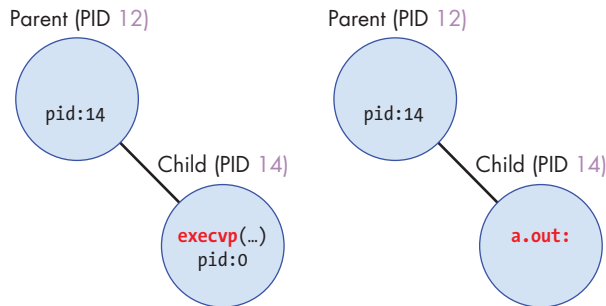 Parent (PID 12)
pid:14
Child (PID 14)
execvp(…)
pid:0
Parent (PID 12)
pid:14
Child (PID 14)
a.out: